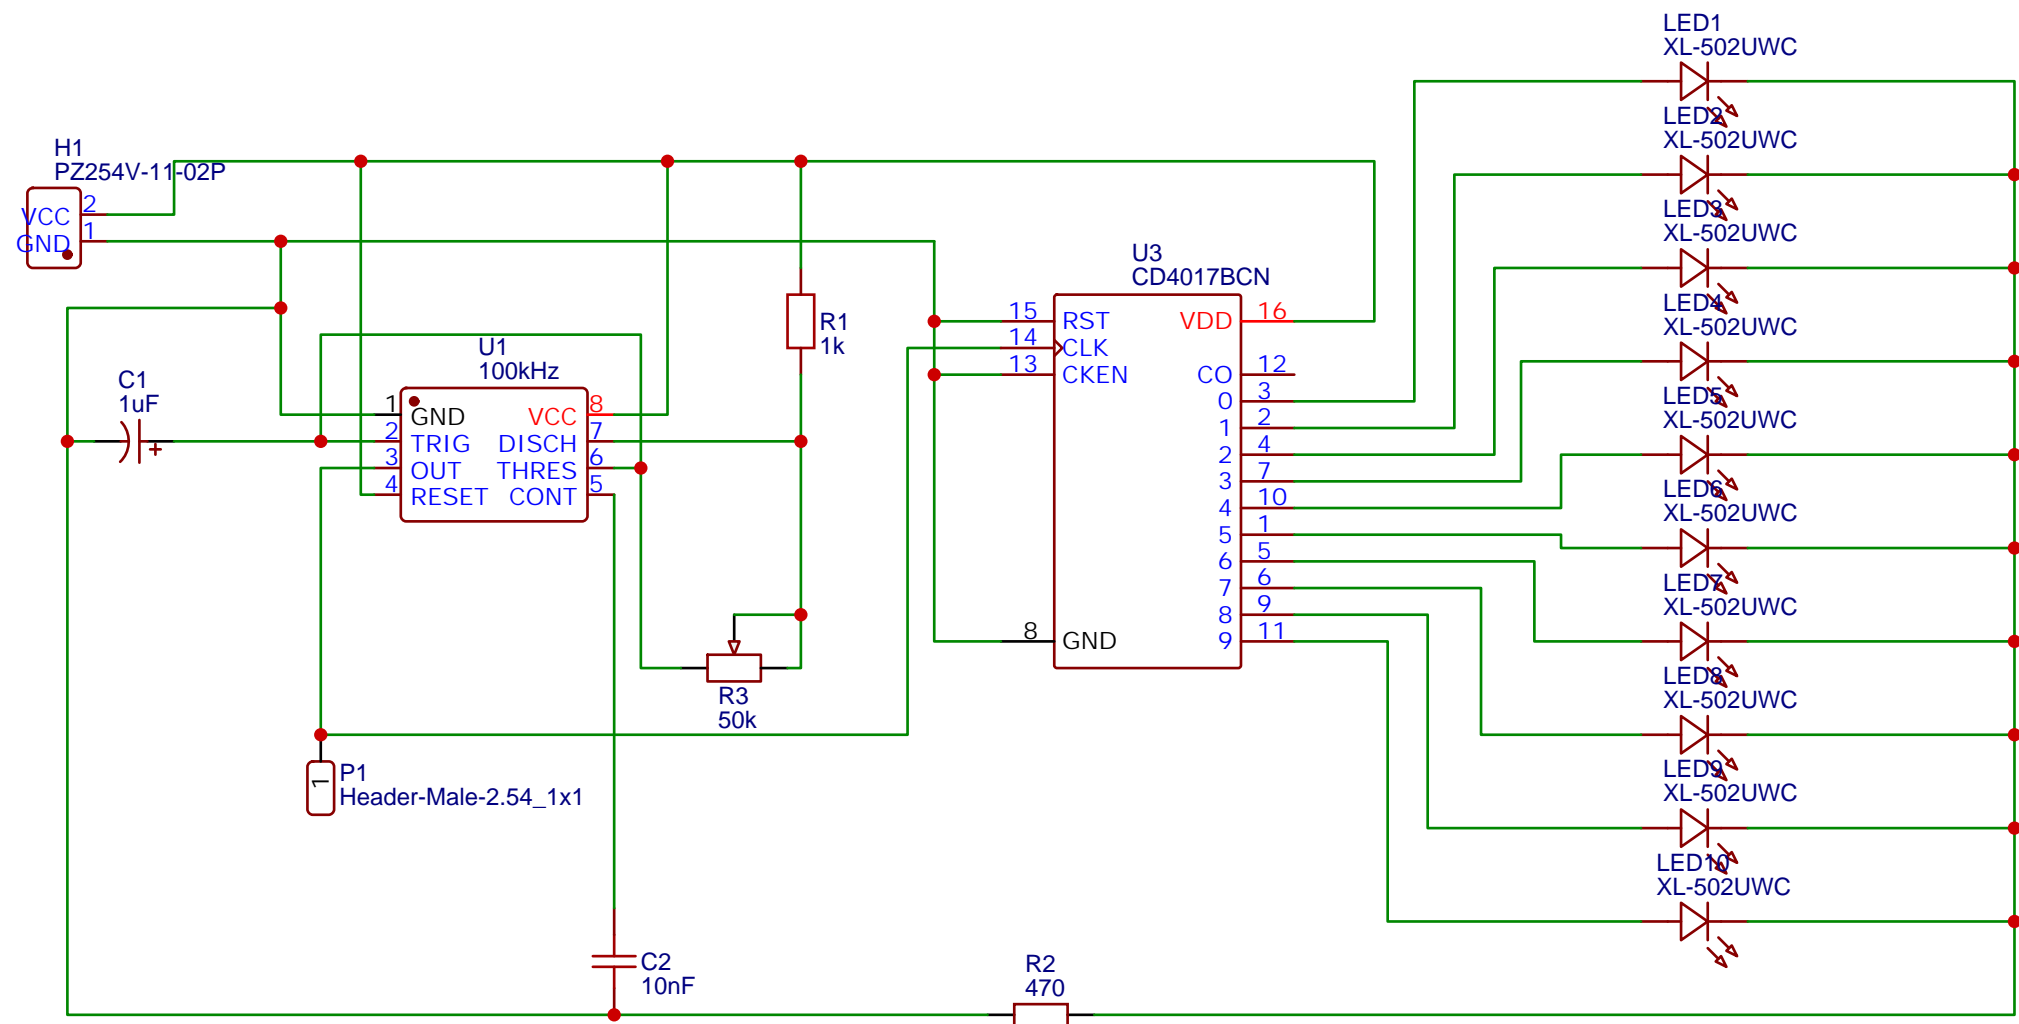 LED1
XL-502UWC
LED2
XL-502UWC
H1
PZ254V-11-02P
VCC 2
GND 1
LED3
XL-502UWC
U3
CD4017BCN
LED4
XL-502UWC
15 RST VDD 16
14 CLK
13 CKEN CO 12
0 3
1 2
2 4
3 7
4 10
5 1
6 5
7 6
8 9
9 11
8 GND
R1
1k
U1
100kHz
1 GND VCC 8
2 TRIG DISCH 7
3 OUT THRES 6
4 RESET CONT 5
C1
1uF
+
LED5
XL-502UWC
LED6
XL-502UWC
LED7
XL-502UWC
R3
50k
LED8
XL-502UWC
1
P1
Header-Male-2.54_1x1
LED9
XL-502UWC
LED10
XL-502UWC
C2
10nF
R2
470